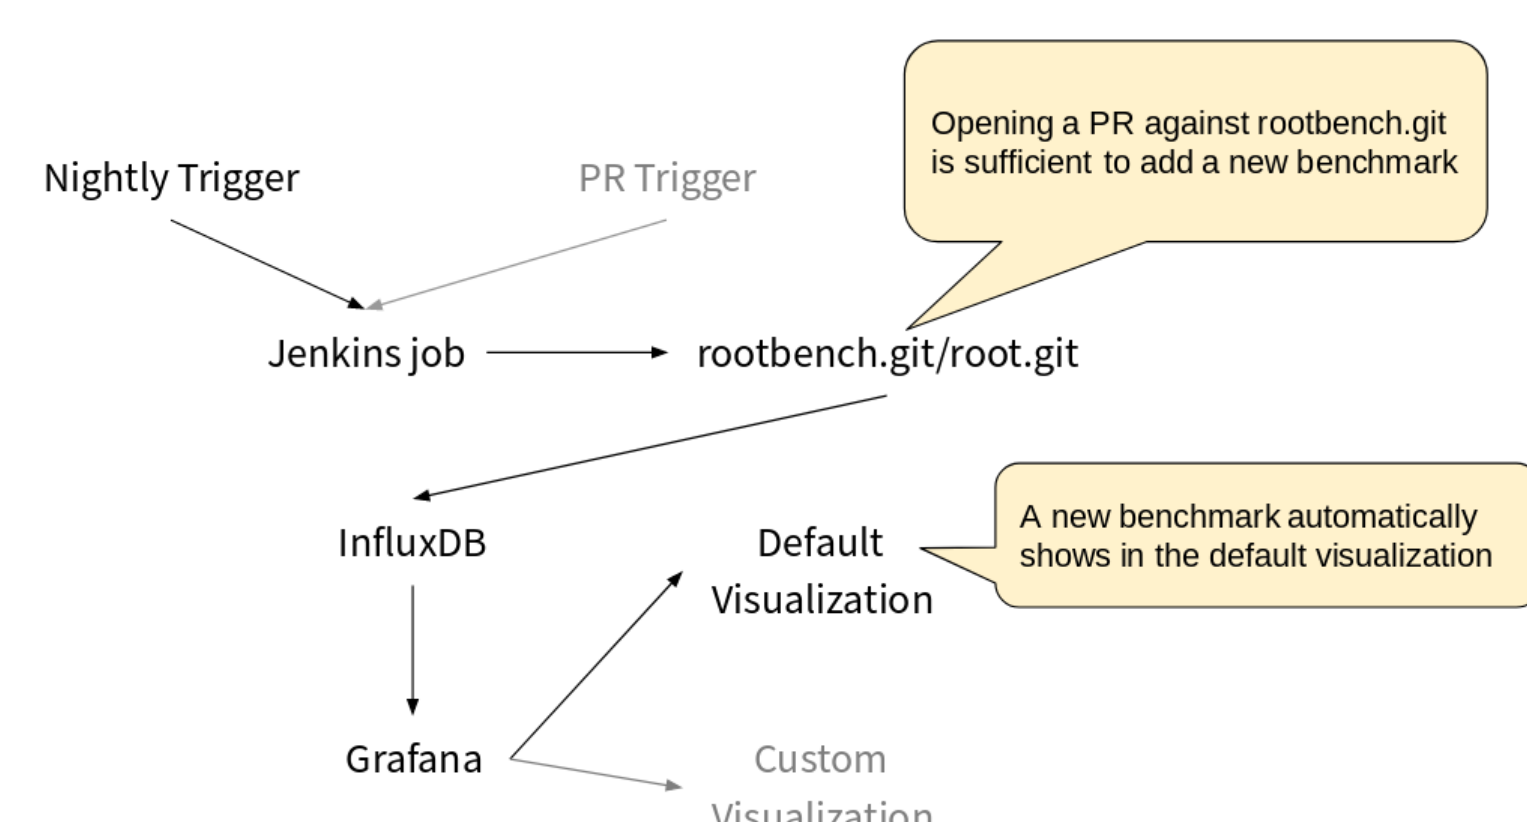 Opening a PR against rootbench.git
is sufficient to add a new benchmark
Nightly Trigger
PR Trigger
Jenkins job
rootbench.git/root.git
InfluxDB
Default
Visualization
A new benchmark automatically
shows in the default visualization
Grafana
Custom
Visualization